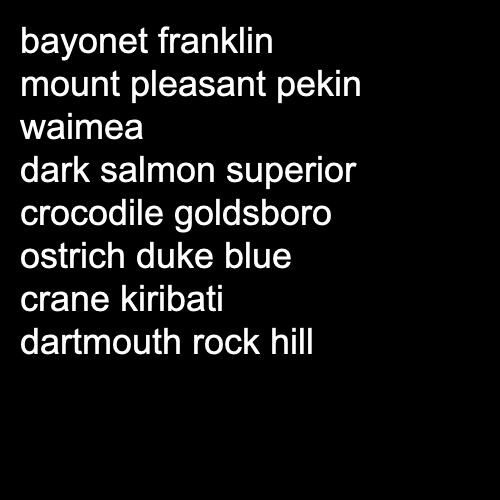 bayonet franklin
mount pleasant pekin
waimea
dark salmon superior
crocodile goldsboro
ostrich duke blue
crane kiribati
dartmouth rock hill